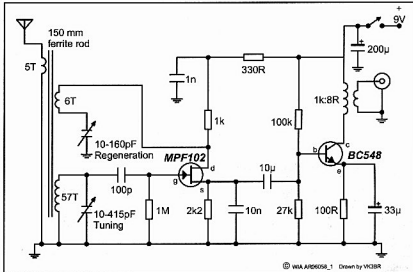 150 mm
ferrite rod
5T
6T
10-160pF
Regeneration
57T
10-415pF
Tuning
100p
1n
330R
1k
MPF102
d
g
s
1M
2k2
10n
10µ
100k
27k
b
c
e
BC548
100R
33µ
1k:8R
200µ
+
9V
© WIA AR96058_1 Drawn by VK3BR